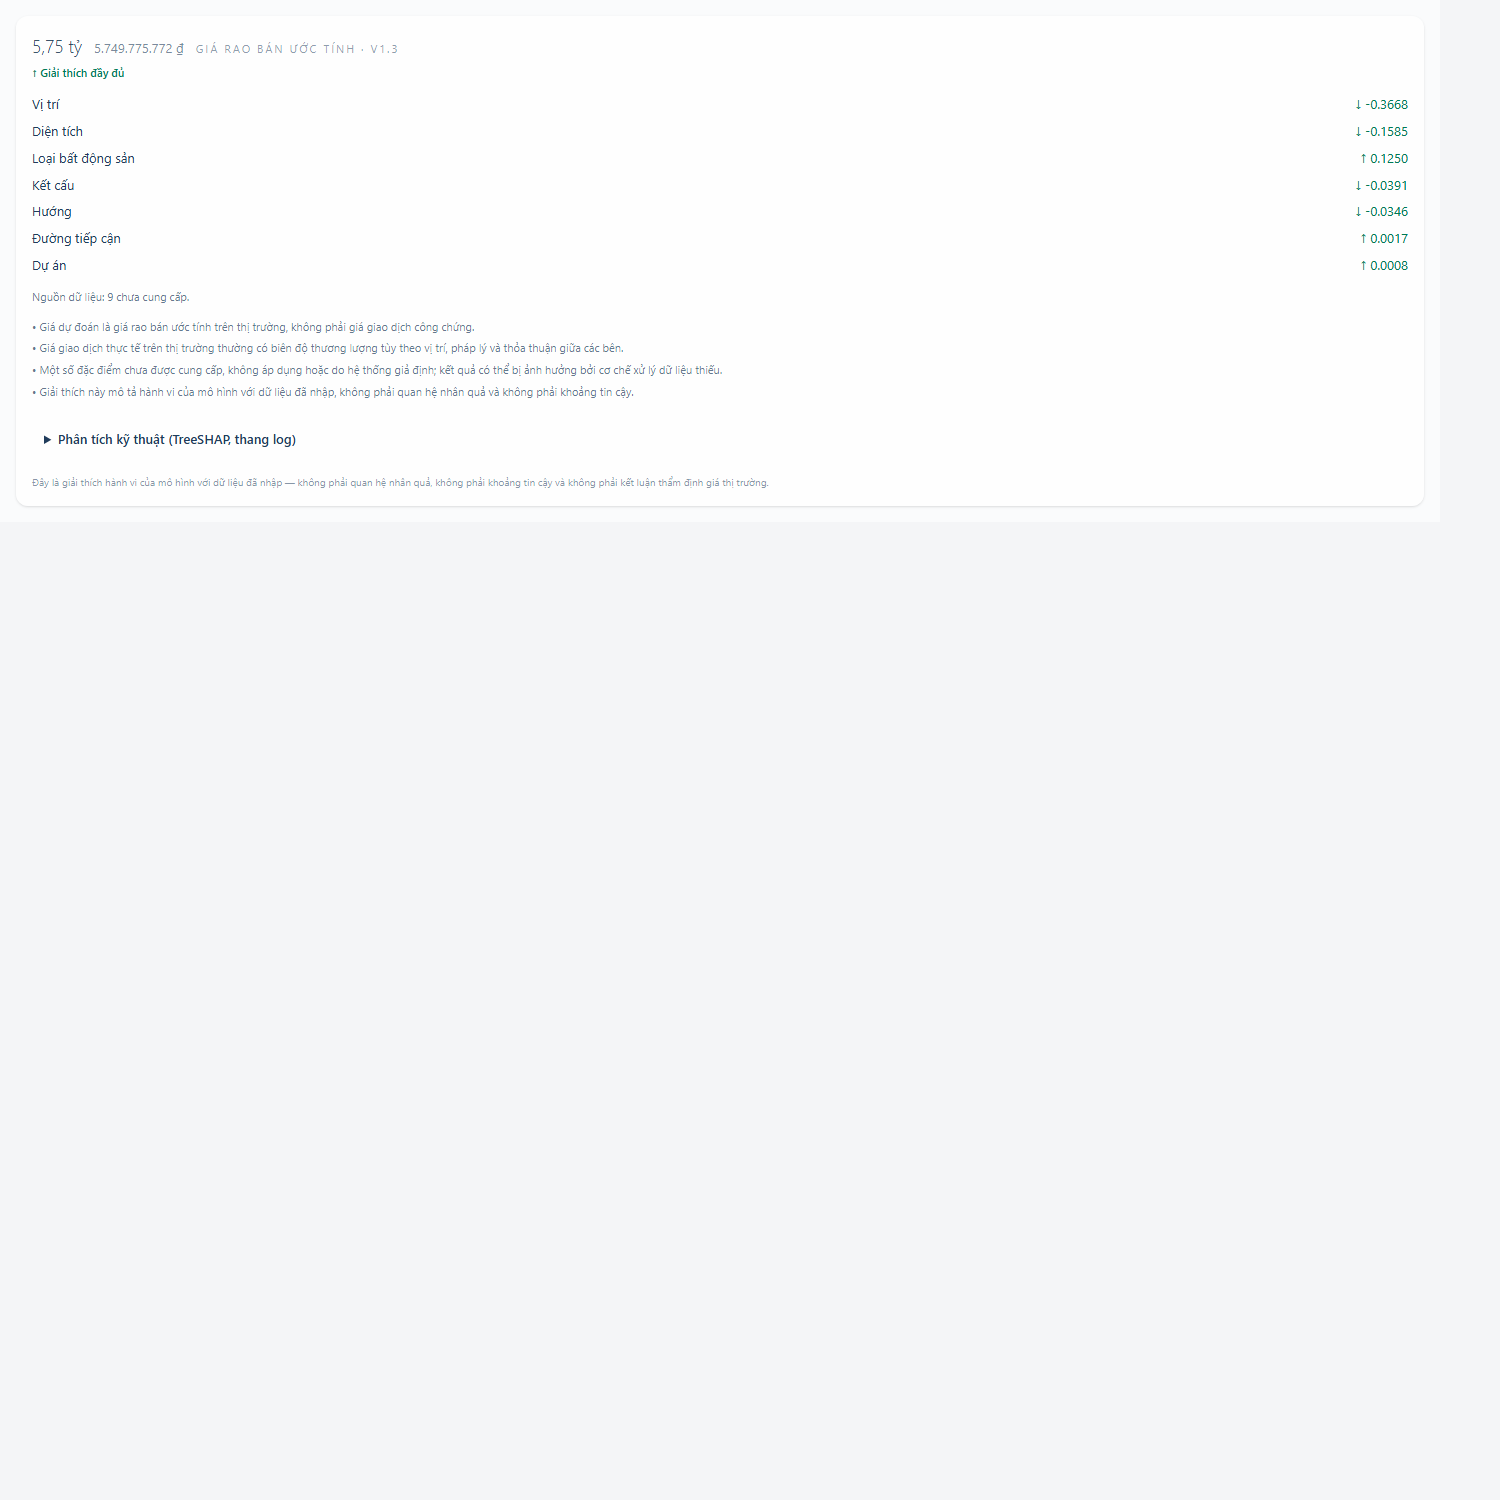 5,75 tỷ 5.749.775.772 ₫ GIÁ RAO BÁN ƯỚC TÍNH · V1.3
↑ Giải thích đầy đủ
Vị trí ↓ -0.3668
Diện tích ↓ -0.1585
Loại bất động sản ↑ 0.1250
Kết cấu ↓ -0.0391
Hướng ↓ -0.0346
Đường tiếp cận ↑ 0.0017
Dự án ↑ 0.0008
Nguồn dữ liệu: 9 chưa cung cấp.
• Giá dự đoán là giá rao bán ước tính trên thị trường, không phải giá giao dịch công chứng.
• Giá giao dịch thực tế trên thị trường thường có biên độ thương lượng tùy theo vị trí, pháp lý và thỏa thuận giữa các bên.
• Một số đặc điểm chưa được cung cấp, không áp dụng hoặc do hệ thống giả định; kết quả có thể bị ảnh hưởng bởi cơ chế xử lý dữ liệu thiếu.
• Giải thích này mô tả hành vi của mô hình với dữ liệu đã nhập, không phải quan hệ nhân quả và không phải khoảng tin cậy.
▶ Phân tích kỹ thuật (TreeSHAP, thang log)
Đây là giải thích hành vi của mô hình với dữ liệu đã nhập — không phải quan hệ nhân quả, không phải khoảng tin cậy và không phải kết luận thẩm định giá thị trường.